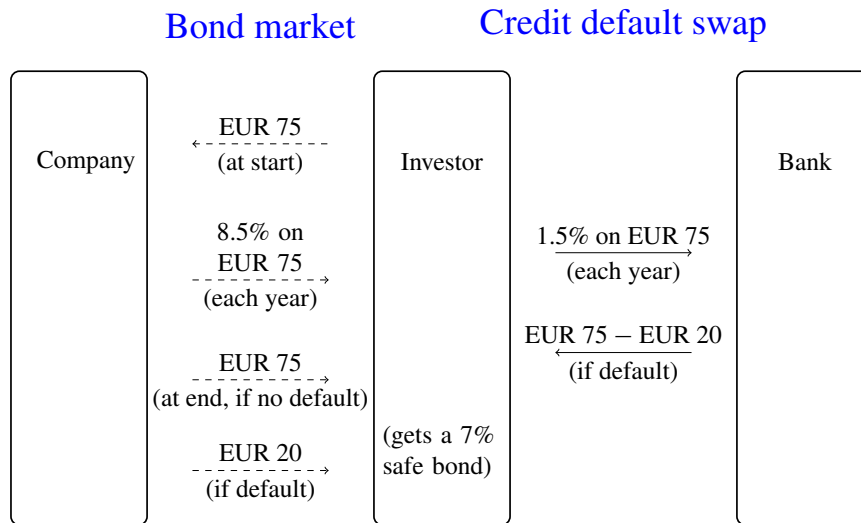 Bond market
Credit default swap
Company
EUR 75
(at start)
Investor
Bank
8.5% on
EUR 75
(each year)
1.5% on EUR 75
(each year)
EUR 75 − EUR 20
(if default)
EUR 75
(at end, if no default)
EUR 20
(if default)
(gets a 7%
safe bond)